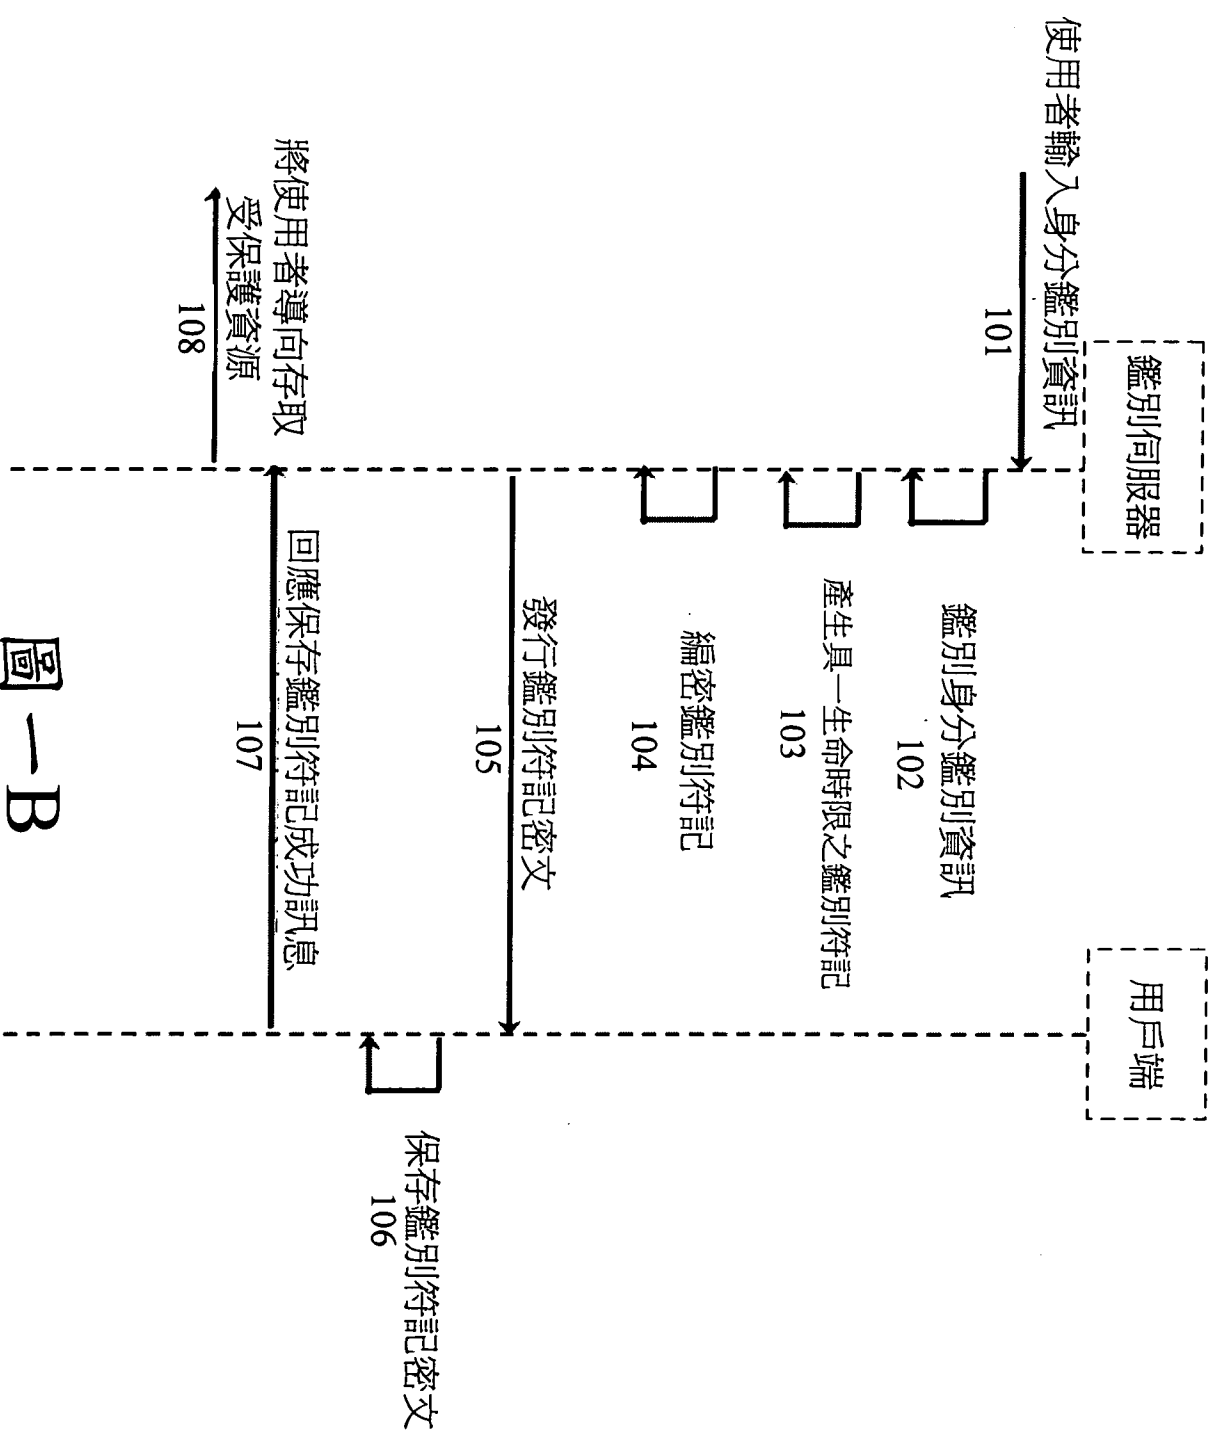 鑑別伺服器
用戶端
使用者輸入身分鑑別資訊
101
鑑別身分鑑別資訊
102
產生具一生命時限之鑑別符記
103
編密鑑別符記
104
發行鑑別符記密文
105
保存鑑別符記密文
106
回應保存鑑別符記成功訊息
107
將使用者導向存取
受保護資源
108
圖一B